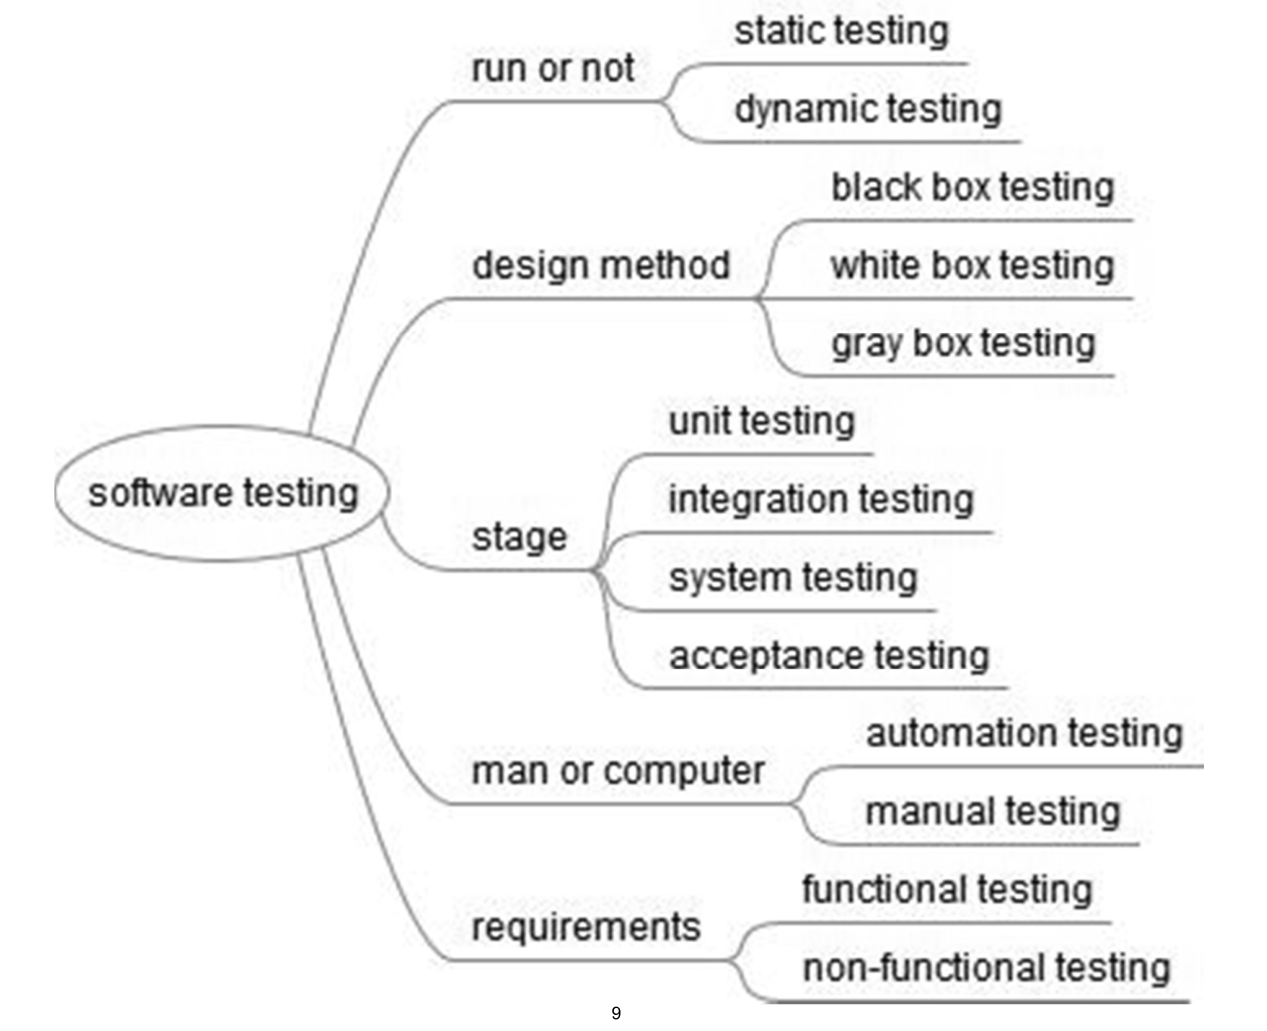 static testing
run or not
dynamic testing
black box testing
design method
white box testing
gray box testing
unit testing
software testing
integration testing
stage
system testing
acceptance testing
automation testing
man or computer
manual testing
functional testing
requirements
non-functional testing
9